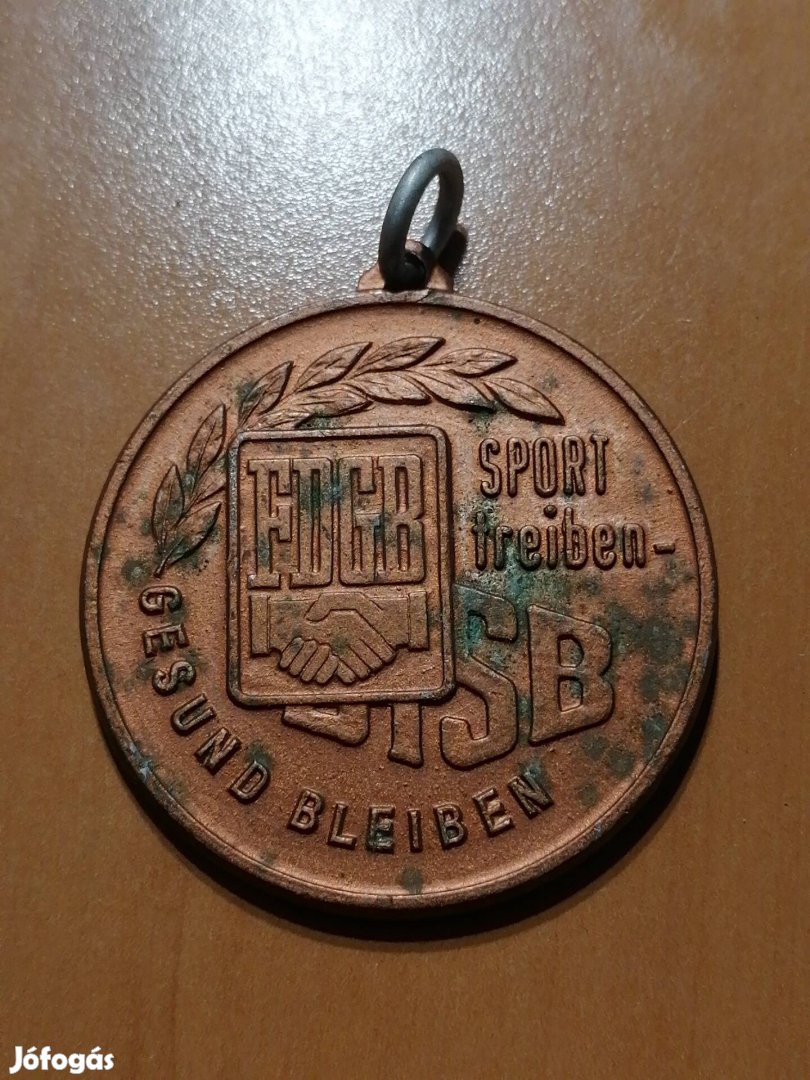 FDGB
SPORT
treiben-
DTSB
GESUND BLEIBEN
Jófogás